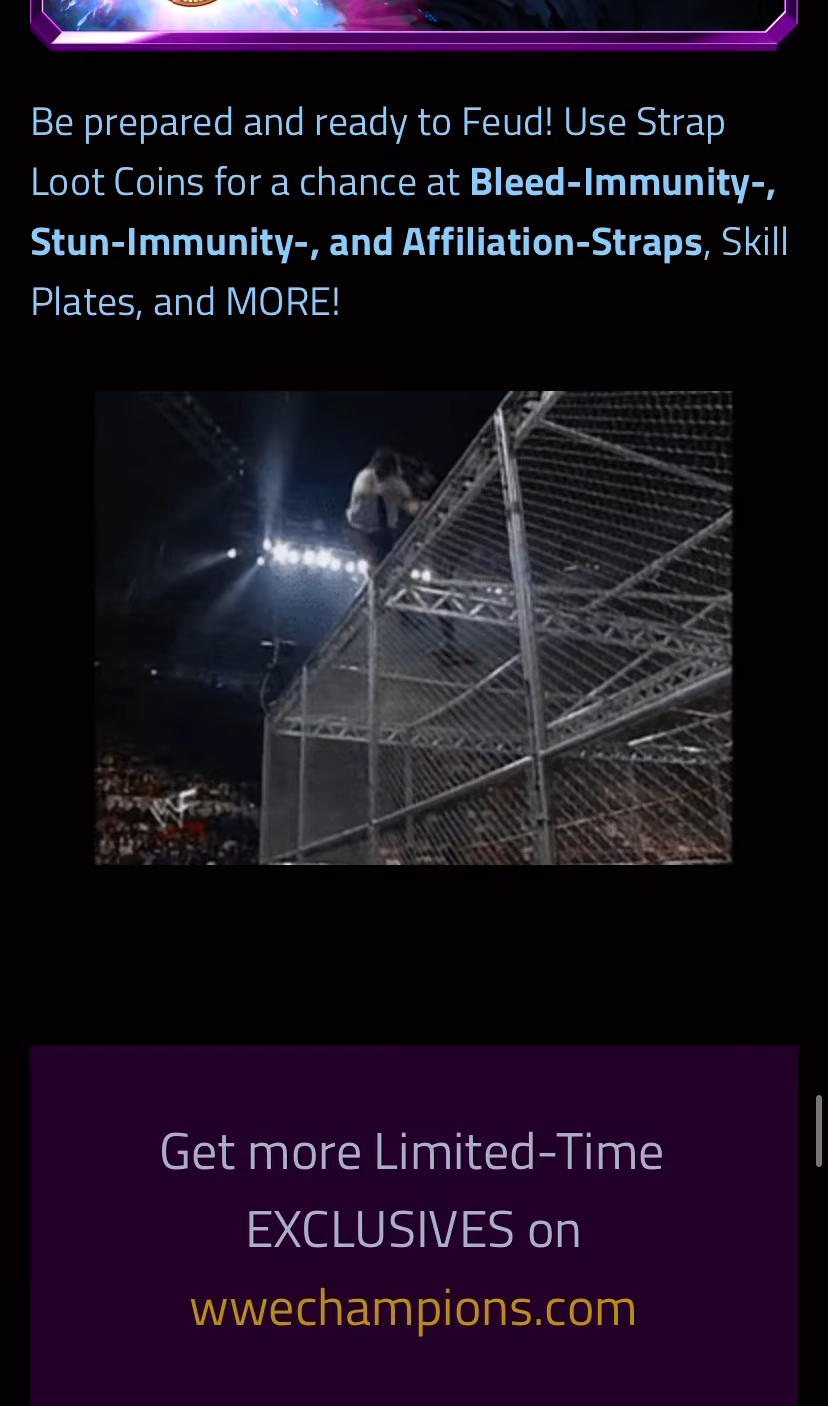 Be prepared and ready to Feud! Use Strap
Loot Coins for a chance at Bleed-Immunity-,
Stun-Immunity-, and Affiliation-Straps, Skill
Plates, and MORE!
WF
Get more Limited-Time
EXCLUSIVES on
wwechampions.com